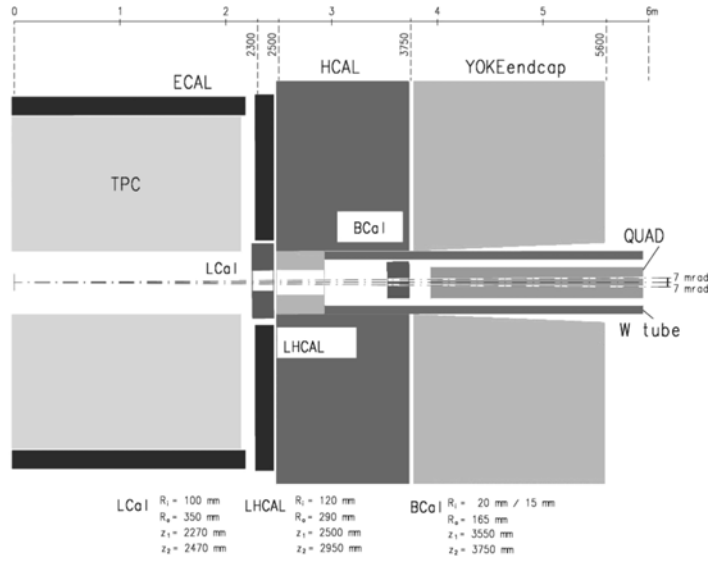 0 1 2 3 4 5 6m
2300 2500 3750 5600
HCAL YOKEendcap
ECAL
TPC
BCal
QUAD
LCal
7 mrad
7 mrad
W tube
LHCAL
LCal Rᵢ = 100 mm
Rₒ = 350 mm
z₁ = 2270 mm
z₂ = 2470 mm
LHCAL Rᵢ = 120 mm
Rₒ = 290 mm
z₁ = 2500 mm
z₂ = 2950 mm
BCal Rᵢ = 20 mm / 15 mm
Rₒ = 165 mm
z₁ = 3550 mm
z₂ = 3750 mm